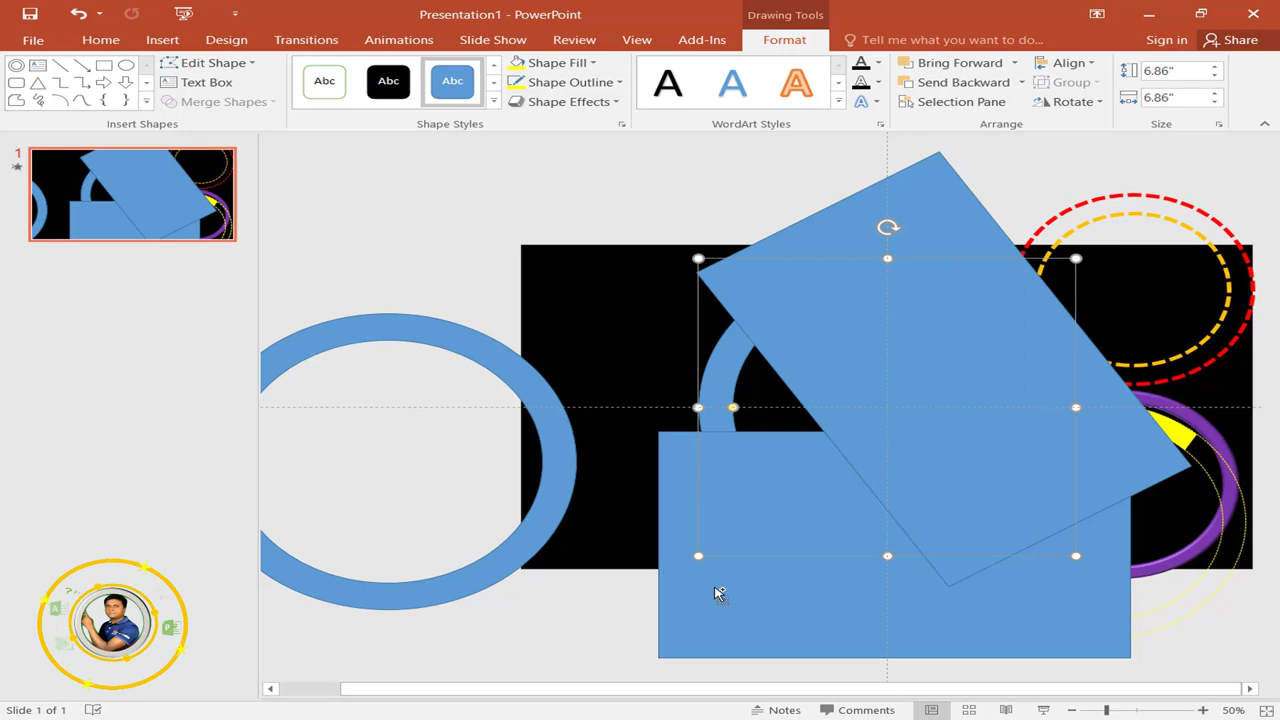 Presentation1 - PowerPoint
Drawing Tools
File
Home
Insert
Design
Transitions
Animations
Slide Show
Review
View
Add-Ins
Format
Tell me what you want to do...
Sign in
Share
Edit Shape
Text Box
Merge Shapes
Insert Shapes
Abc
Abc
Abc
Shape Fill
Shape Outline
Shape Effects
Shape Styles
A
A
A
WordArt Styles
Bring Forward
Send Backward
Selection Pane
Align
Group
Rotate
Arrange
6.86"
6.86"
Size
1
Slide 1 of 1
Notes
Comments
50%